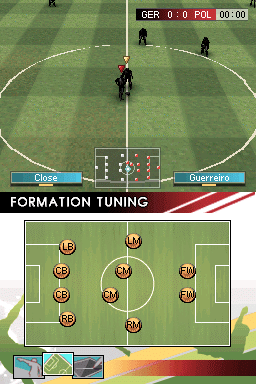 GER 0 : 0 POL 00:00
Close Guerreiro
FORMATION TUNING
LM
LB
CB CM FW
CB CM FW
RB
RM